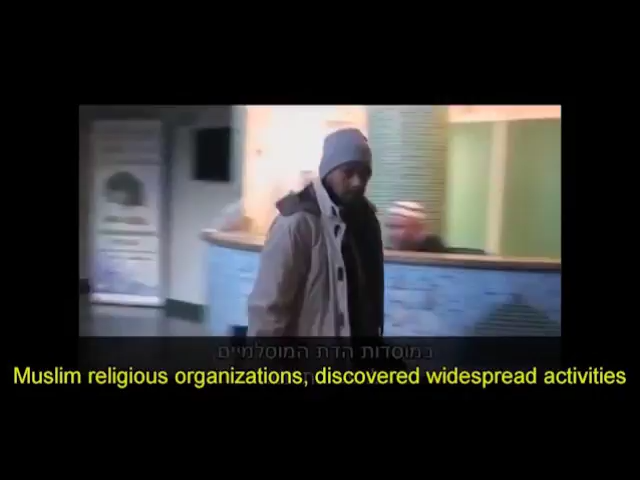 במוסדות הדת המוסלמיים
Muslim religious organizations, discovered widespread activities